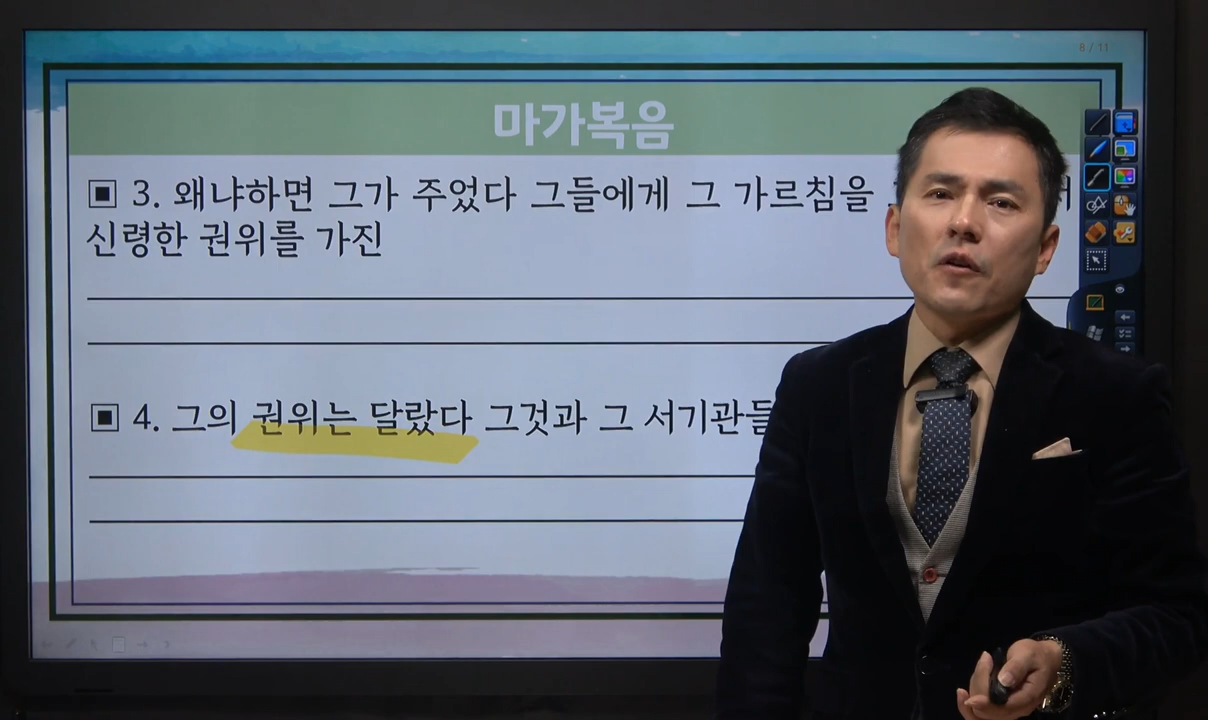 8 / 11
마가복음
▣ 3. 왜냐하면 그가 주었다 그들에게 그 가르침을
신령한 권위를 가진
▣ 4. 그의 권위는 달랐다 그것과 그 서기관들